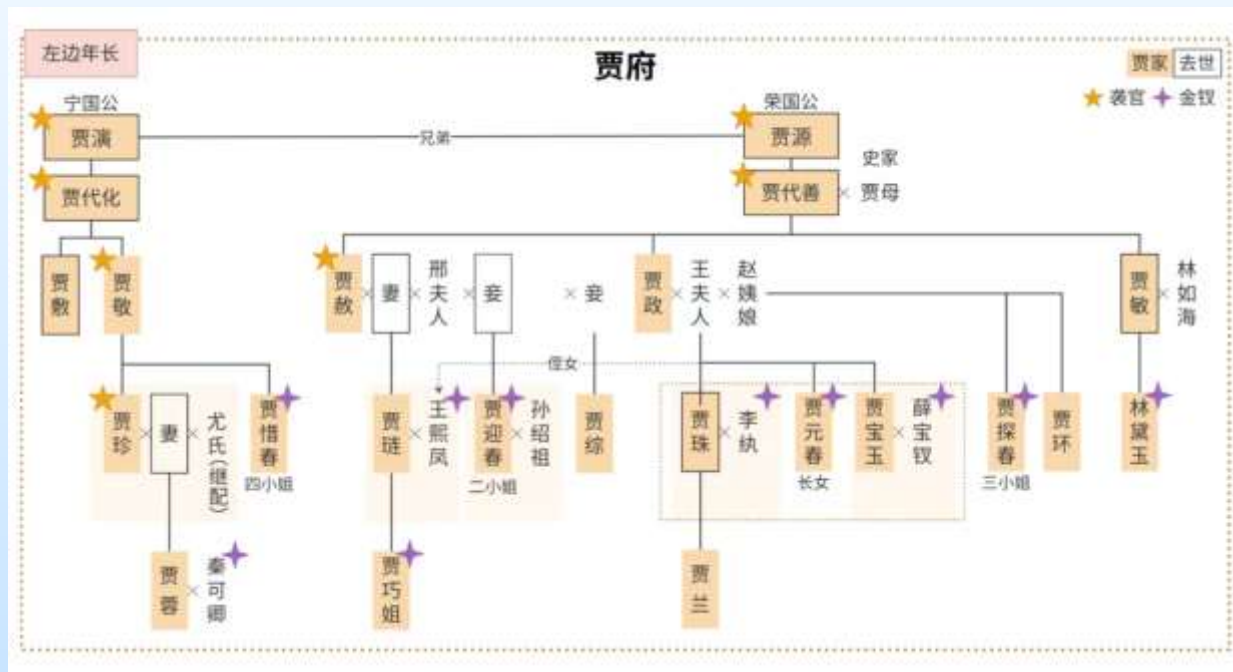 左边年长
贾府
贾家 去世
袭官 金钗
宁国公
荣国公
贾演
兄弟
贾源
史家
贾代化
贾代善 × 贾母
贾敷
贾敬
贾赦 × 妻 × 邢夫人 × 妾 × 妾
贾政 × 王夫人 × 赵姨娘
贾敏 × 林如海
侄女
贾珍 × 妻 × 尤氏(继配)
贾惜春
四小姐
贾琏 × 王熙凤
贾迎春 × 孙绍祖
二小姐
贾综
贾珠 × 李纨
贾元春
长女
贾宝玉 × 薛宝钗
贾探春
三小姐
贾环
林黛玉
贾蓉 × 秦可卿
贾巧姐
贾兰